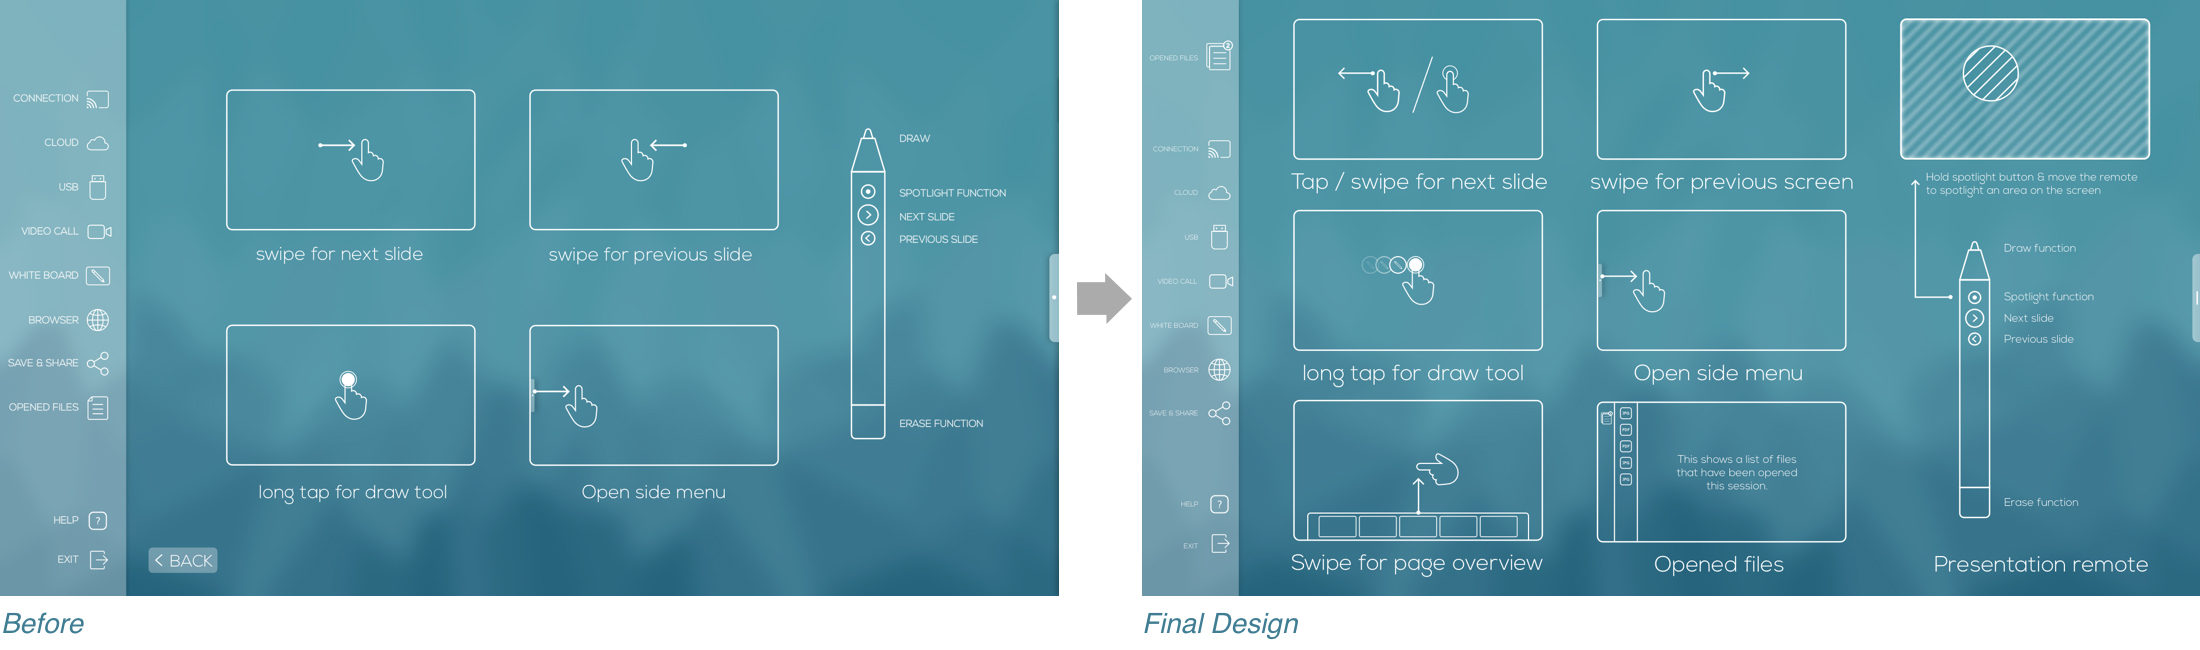 CONNECTION
CLOUD
USB
VIDEO CALL
WHITE BOARD
BROWSER
SAVE & SHARE
OPENED FILES
HELP
?
EXIT
swipe for next slide
swipe for previous slide
long tap for draw tool
Open side menu
DRAW
SPOTLIGHT FUNCTION
NEXT SLIDE
PREVIOUS SLIDE
ERASE FUNCTION
< BACK
Before
OPENED FILES
2
CONNECTION
CLOUD
USB
VIDEO CALL
WHITE BOARD
BROWSER
SAVE & SHARE
HELP
?
EXIT
Tap / swipe for next slide
swipe for previous screen
long tap for draw tool
Open side menu
Swipe for page overview
JPG
PDF
PDF
JPG
JPG
This shows a list of files
that have been opened
this session.
Opened files
Hold spotlight button & move the remote
to spotlight an area on the screen
Draw function
Spotlight function
Next slide
Previous slide
Erase function
Presentation remote
Final Design